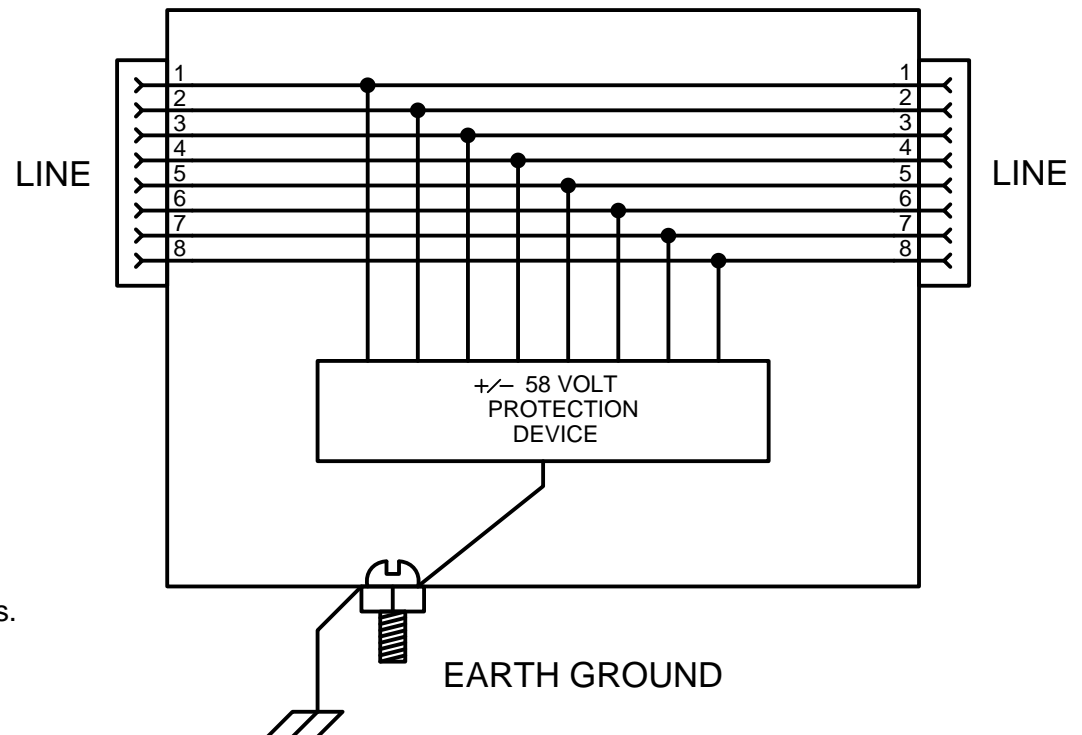 1 1
2 2
3 3
4 4
5 5
6 6
7 7
8 8
LINE LINE
+/− 58 VOLT
PROTECTION
DEVICE
s.
EARTH GROUND